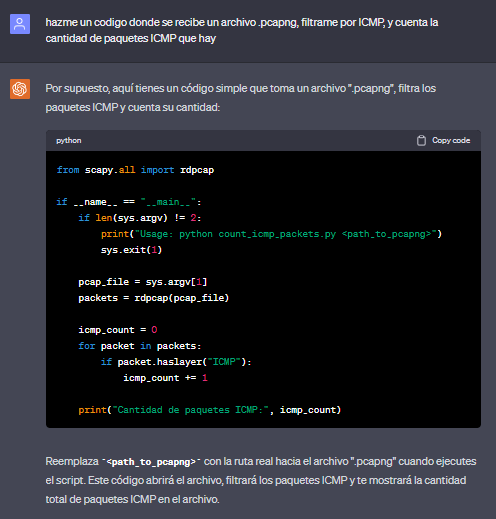 hazme un codigo donde se recibe un archivo .pcapng, filtrame por ICMP, y cuenta la
cantidad de paquetes ICMP que hay
Por supuesto, aquí tienes un código simple que toma un archivo ".pcapng", filtra los
paquetes ICMP y cuenta su cantidad:
python
Copy code
from scapy.all import rdpcap
if __name__ == "__main__":
    if len(sys.argv) != 2:
        print("Usage: python count_icmp_packets.py <path_to_pcapng>")
        sys.exit(1)
    pcap_file = sys.argv[1]
    packets = rdpcap(pcap_file)
    icmp_count = 0
    for packet in packets:
        if packet.haslayer("ICMP"):
            icmp_count += 1
    print("Cantidad de paquetes ICMP:", icmp_count)
Reemplaza `<path_to_pcapng>` con la ruta real hacia el archivo ".pcapng" cuando ejecutes
el script. Este código abrirá el archivo, filtrará los paquetes ICMP y te mostrará la cantidad
total de paquetes ICMP en el archivo.